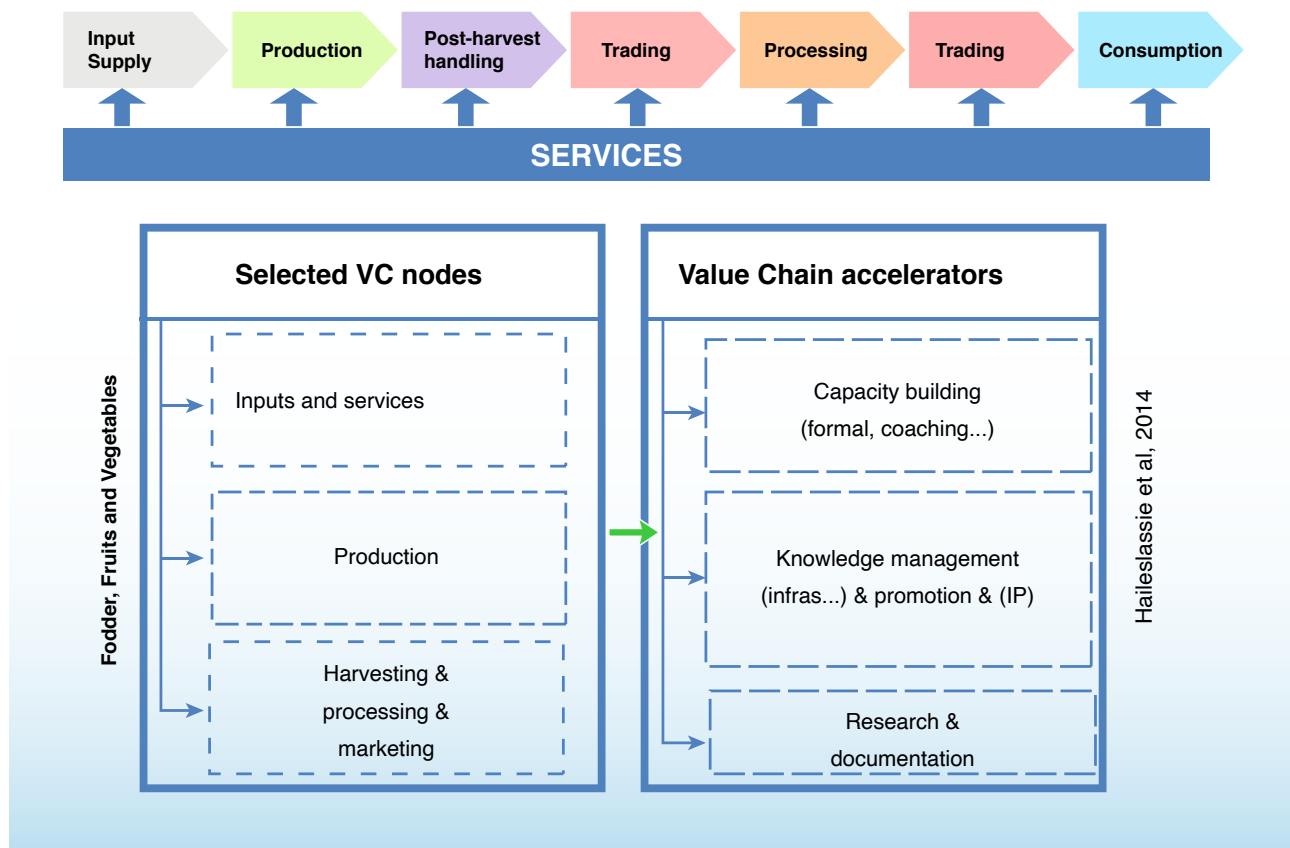 Input
Supply
Production
Post-harvest
handling
Trading
Processing
Trading
Consumption
SERVICES
Selected VC nodes
Value Chain accelerators
Fodder, Fruits and Vegetables
Inputs and services
Production
Harvesting &
processing &
marketing
Capacity building
(formal, coaching...)
Knowledge management
(infras...) & promotion & (IP)
Research &
documentation
Haileslassie et al, 2014